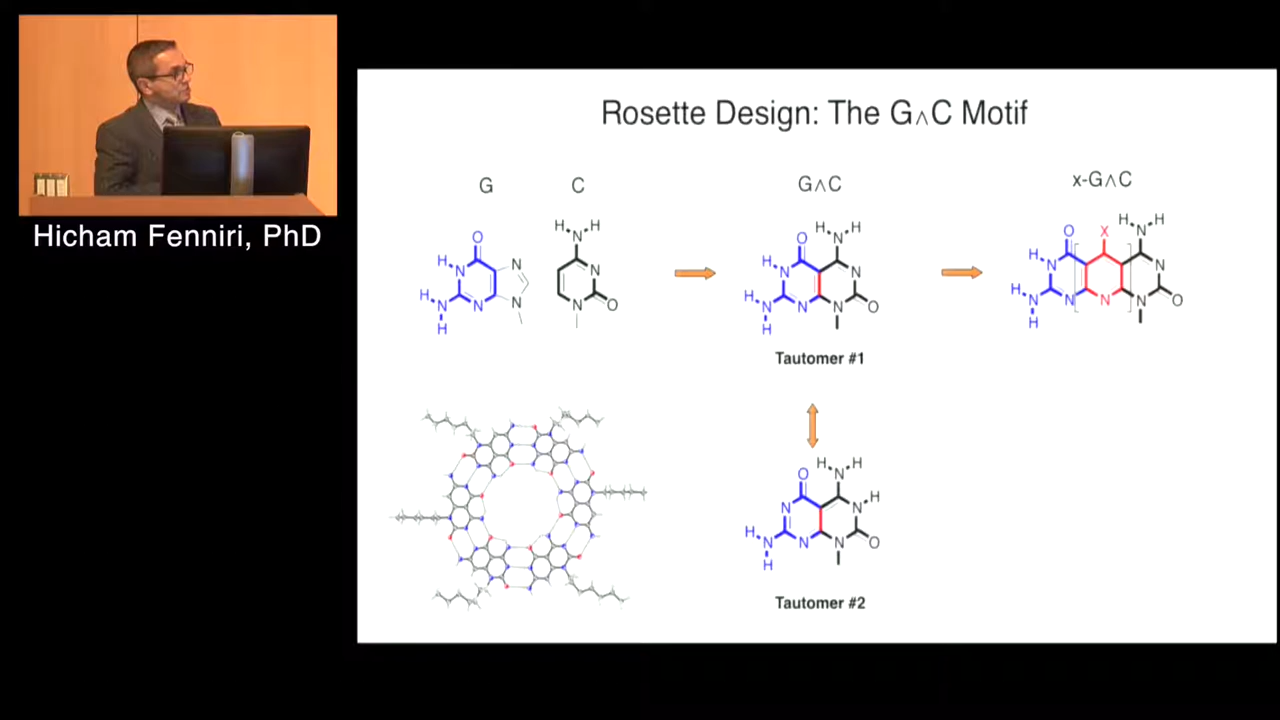 Rosette Design: The G∧C Motif
G
C
G∧C
x-G∧C
O
H
N
H
N
H
N
N
N
H
H
N
N
N
O
O
H
N
H
N
H
N
H
H
N
N
N
O
O
X
H
N
H
H
N
H
N
H
N
H
N
N
N
O
Tautomer #1
O
H
N
H
N
N
H
H
N
H
N
N
O
Tautomer #2
Hicham Fenniri, PhD